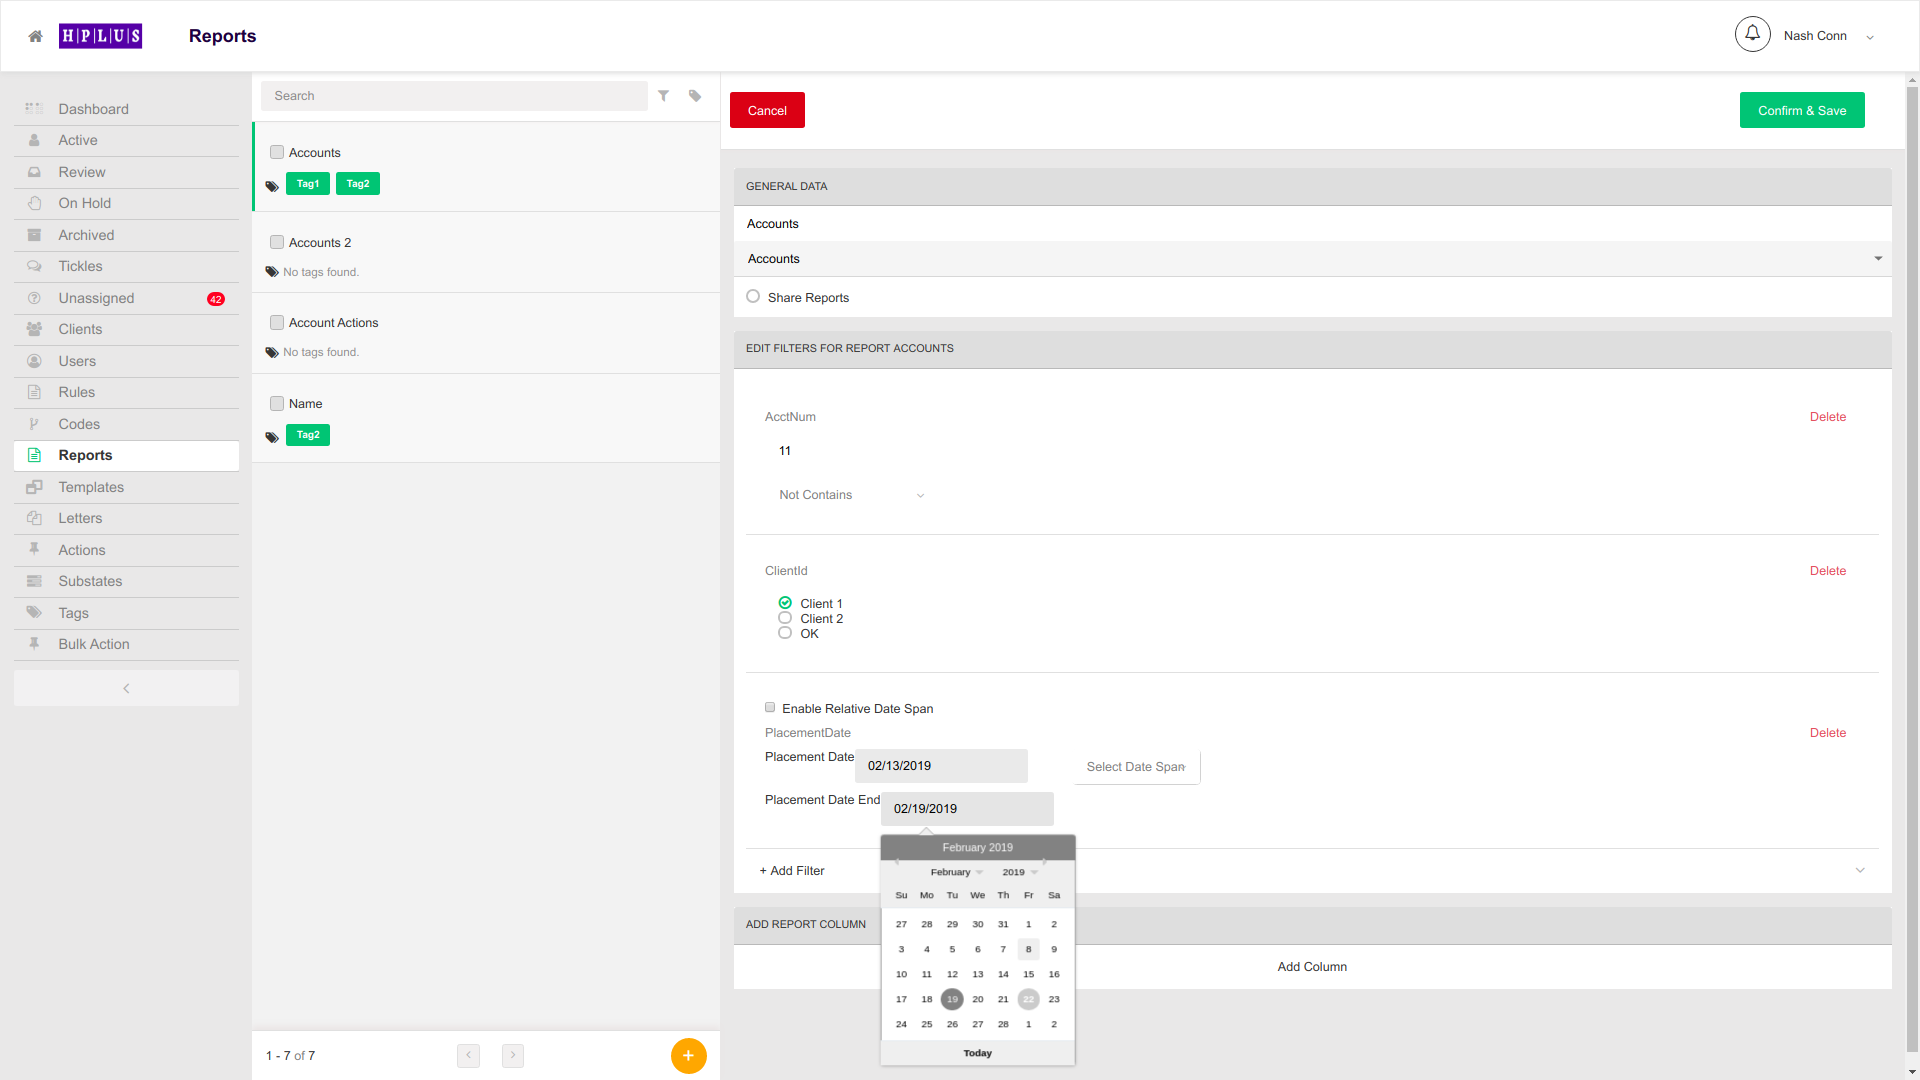 H|P|L|U|S
Reports
Nash Conn
Dashboard
Active
Review
On Hold
Archived
Tickles
Unassigned 42
Clients
Users
Rules
Codes
Reports
Templates
Letters
Actions
Substates
Tags
Bulk Action
Search
Accounts
Tag1 Tag2
Accounts 2
No tags found.
Account Actions
No tags found.
Name
Tag2
1 - 7 of 7
+
Cancel
Confirm & Save
GENERAL DATA
Accounts
Accounts
Share Reports
EDIT FILTERS FOR REPORT ACCOUNTS
AcctNum Delete
11
Not Contains
ClientId Delete
Client 1
Client 2
OK
Enable Relative Date Span
PlacementDate Delete
Placement Date 02/13/2019 Select Date Span
Placement Date End 02/19/2019
February 2019
February 2019
Su Mo Tu We Th Fr Sa
27 28 29 30 31 1 2
3 4 5 6 7 8 9
10 11 12 13 14 15 16
17 18 19 20 21 22 23
24 25 26 27 28 1 2
Today
+ Add Filter
ADD REPORT COLUMN
Add Column